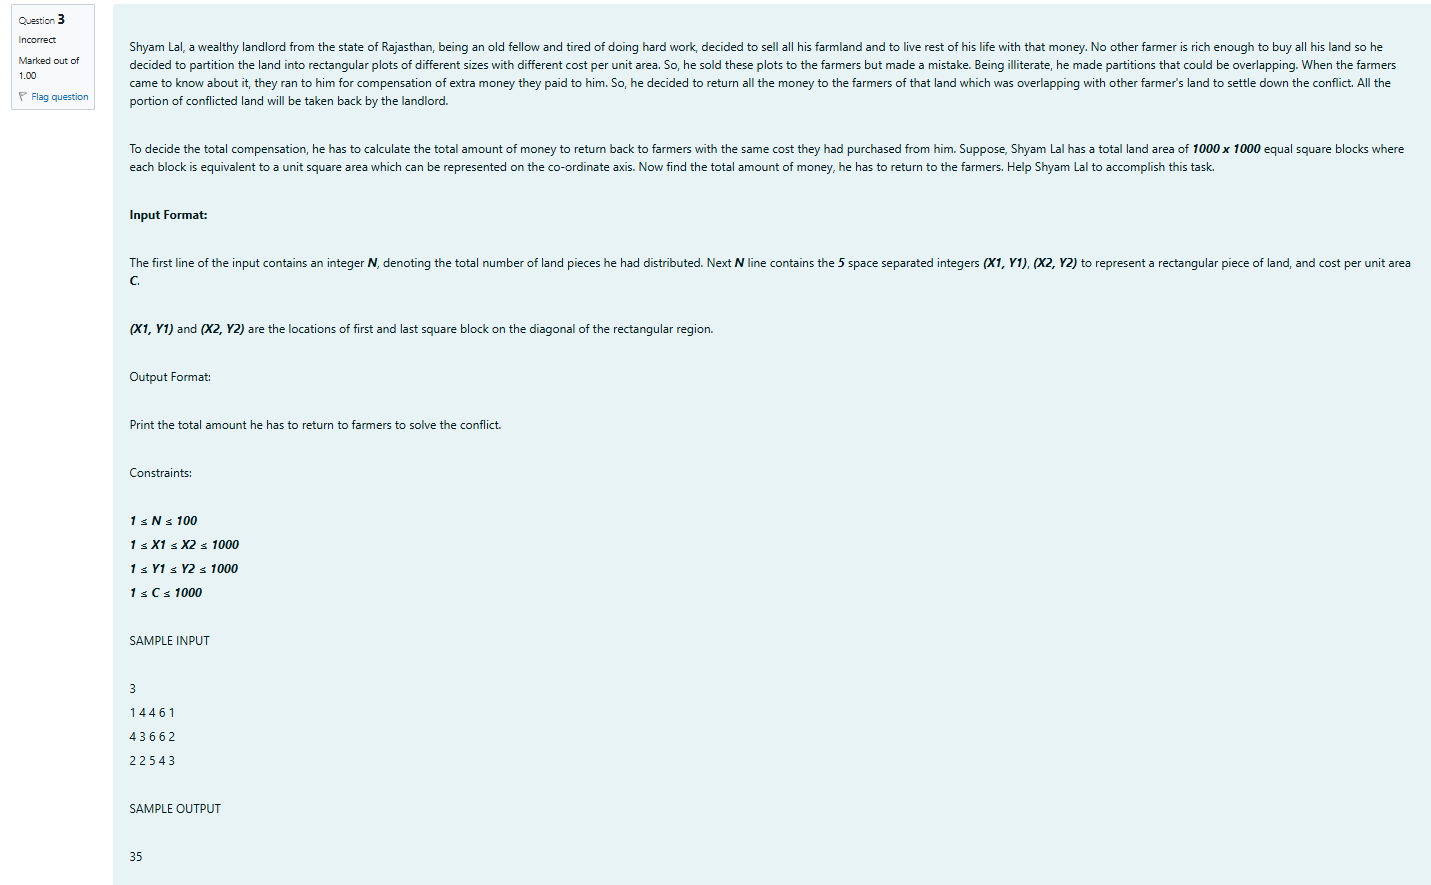 Question 3
Incorrect
Marked out of
1.00
Flag question
Shyam Lal, a wealthy landlord from the state of Rajasthan, being an old fellow and tired of doing hard work, decided to sell all his farmland and to live rest of his life with that money. No other farmer is rich enough to buy all his land so he
decided to partition the land into rectangular plots of different sizes with different cost per unit area. So, he sold these plots to the farmers but made a mistake. Being illiterate, he made partitions that could be overlapping. When the farmers
came to know about it, they ran to him for compensation of extra money they paid to him. So, he decided to return all the money to the farmers of that land which was overlapping with other farmer's land to settle down the conflict. All the
portion of conflicted land will be taken back by the landlord.
To decide the total compensation, he has to calculate the total amount of money to return back to farmers with the same cost they had purchased from him. Suppose, Shyam Lal has a total land area of 1000 x 1000 equal square blocks where
each block is equivalent to a unit square area which can be represented on the co-ordinate axis. Now find the total amount of money, he has to return to the farmers. Help Shyam Lal to accomplish this task.
Input Format:
The first line of the input contains an integer N, denoting the total number of land pieces he had distributed. Next N line contains the 5 space separated integers (X1, Y1), (X2, Y2) to represent a rectangular piece of land, and cost per unit area
C.
(X1, Y1) and (X2, Y2) are the locations of first and last square block on the diagonal of the rectangular region.
Output Format:
Print the total amount he has to return to farmers to solve the conflict.
Constraints:
1 ≤ N ≤ 100
1 ≤ X1 ≤ X2 ≤ 1000
1 ≤ Y1 ≤ Y2 ≤ 1000
1 ≤ C ≤ 1000
SAMPLE INPUT
3
1 4 4 6 1
4 3 6 6 2
2 2 5 4 3
SAMPLE OUTPUT
35